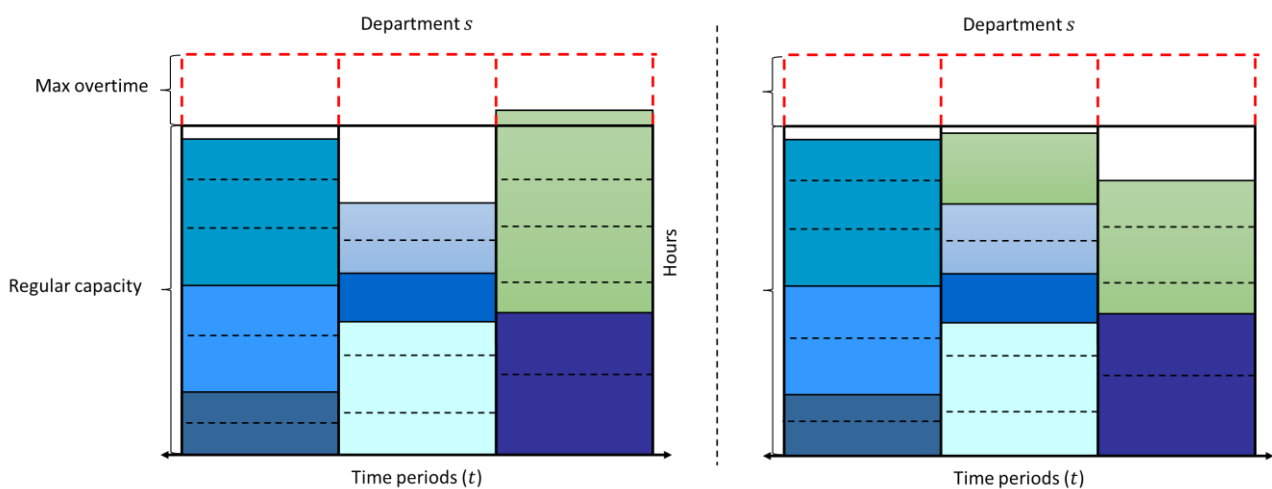 Department s
Department s
Max overtime
Regular capacity
Hours
Time periods (t)
Time periods (t)